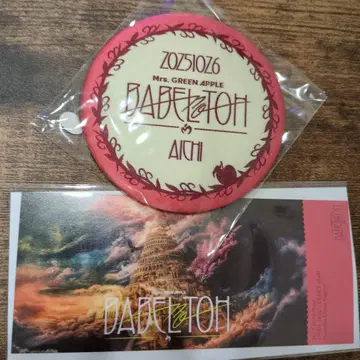 20251026
Mrs. GREEN APPLE
BABEL no TOH
AICHI
BABEL no TOH